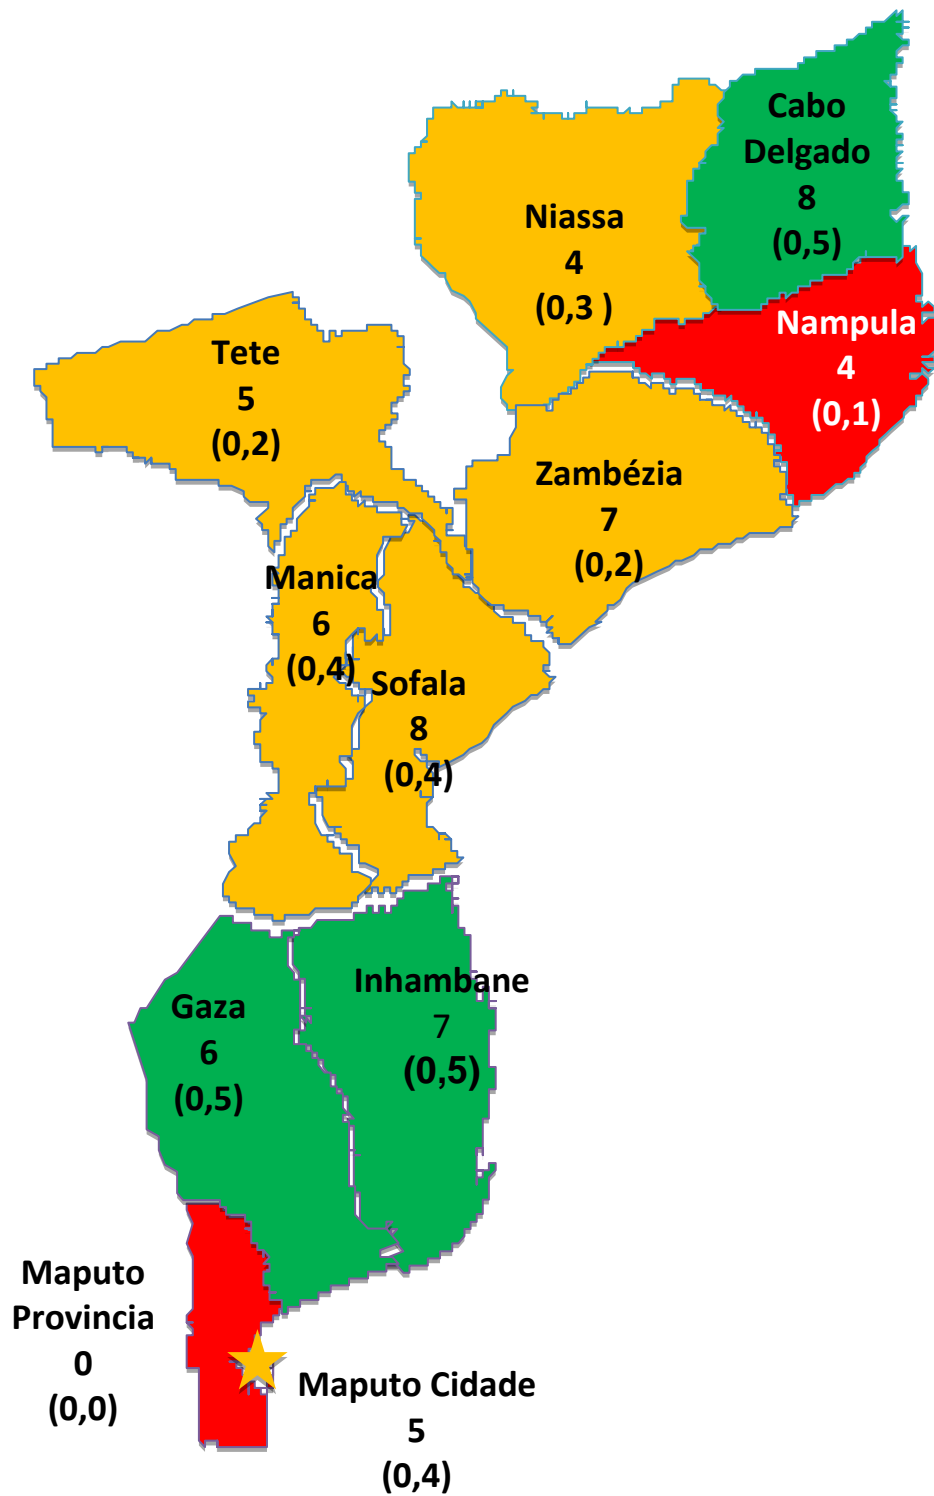 Cabo
Delgado
8
(0,5)
Niassa
4
(0,3 )
Nampula
4
(0,1)
Tete
5
(0,2)
Zambézia
7
(0,2)
Manica
6
(0,4)
Sofala
8
(0,4)
Inhambane
7
(0,5)
Gaza
6
(0,5)
Maputo
Provincia
0
(0,0)
Maputo Cidade
5
(0,4)